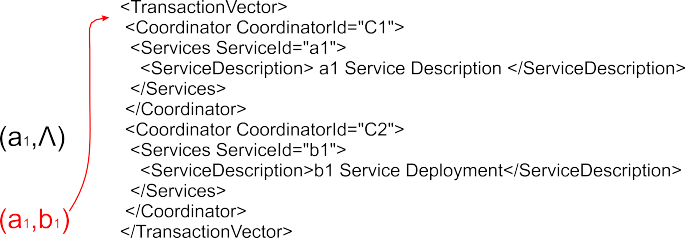 <TransactionVector>
<Coordinator CoordinatorId="C1">
<Services ServiceId="a1">
<ServiceDescription> a1 Service Description </ServiceDescription>
</Services>
</Coordinator>
(a₁,Λ)
<Coordinator CoordinatorId="C2">
<Services ServiceId="b1">
<ServiceDescription>b1 Service Deployment</ServiceDescription>
</Services>
(a₁,b₁)
</Coordinator>
</TransactionVector>